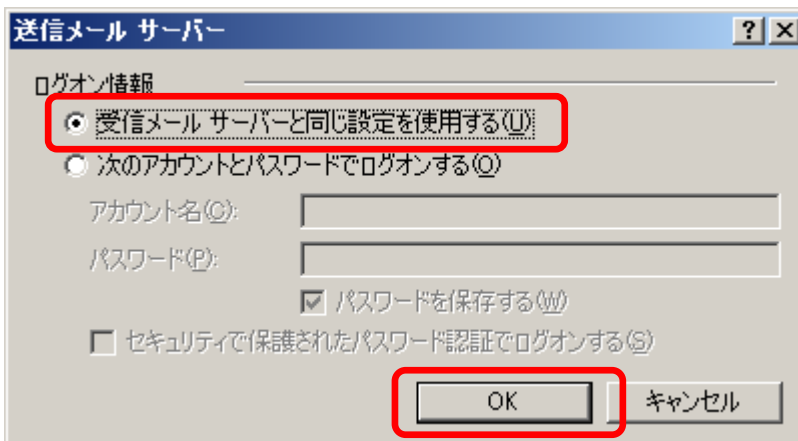 送信メール サーバー
ログオン情報
受信メール サーバーと同じ設定を使用する(U)
次のアカウントとパスワードでログオンする(O)
アカウント名(C):
パスワード(P):
パスワードを保存する(W)
セキュリティで保護されたパスワード認証でログオンする(S)
OK キャンセル